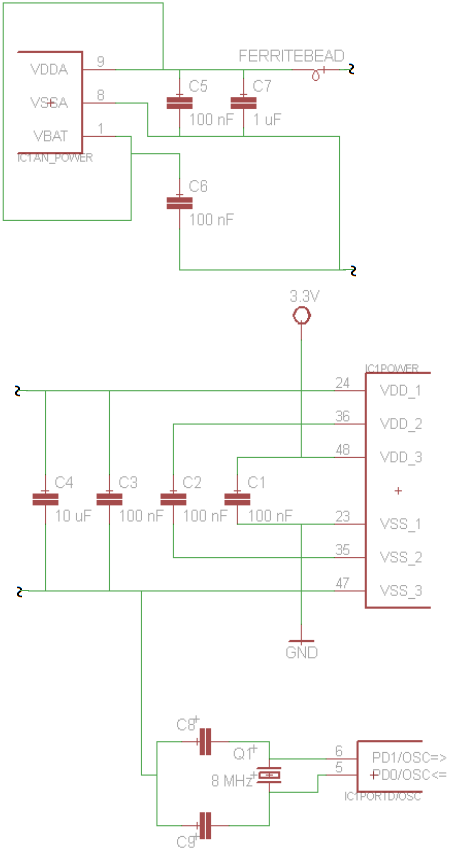 FERRITEBEAD
VDDA 9
C5 C7
VSSA 8
100 nF 1 uF
VBAT 1
IC1AN_POWER
C6
100 nF
3.3V
IC1POWER
24 VDD_1
36 VDD_2
48 VDD_3
C4 C3 C2 C1
10 uF 100 nF 100 nF 100 nF
23 VSS_1
35 VSS_2
47 VSS_3
GND
C8
Q1
6 PD1/OSC=>
8 MHz 5 PD0/OSC<=
IC1PORTD/OSC
C9